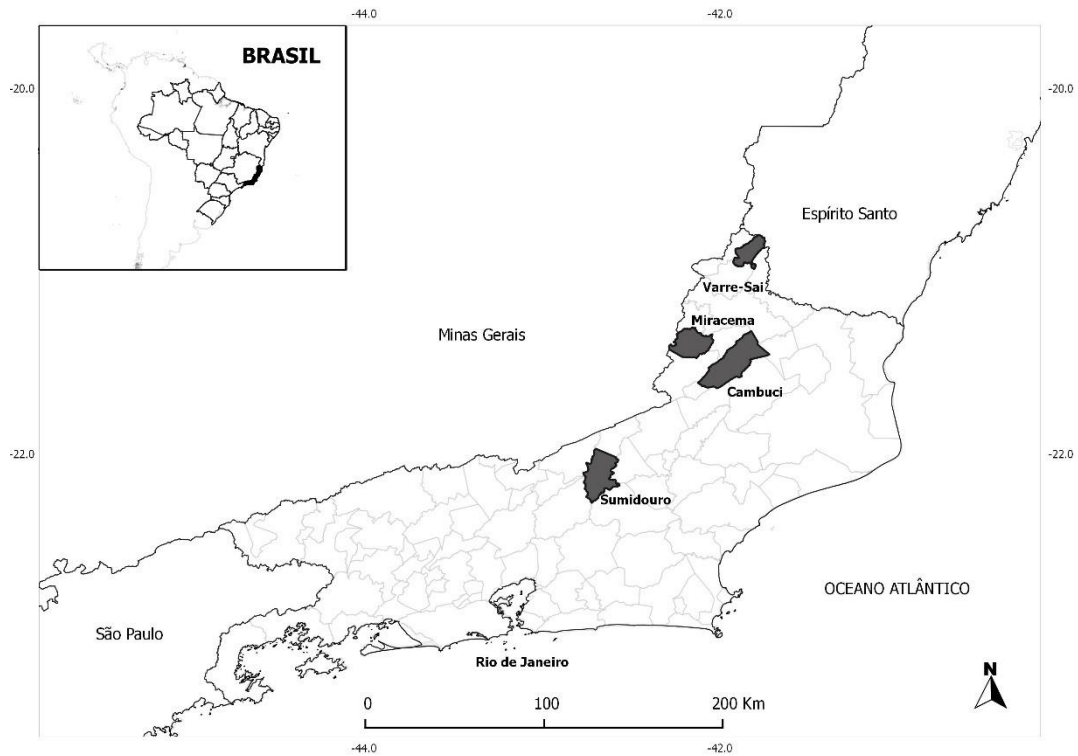 -44.0
-42.0
BRASIL
-20.0
-20.0
Espírito Santo
Varre-Sai
Miracema
Minas Gerais
Cambuci
-22.0
-22.0
Sumidouro
OCEANO ATLÂNTICO
São Paulo
Rio de Janeiro
N
0 100 200 Km
-44.0
-42.0